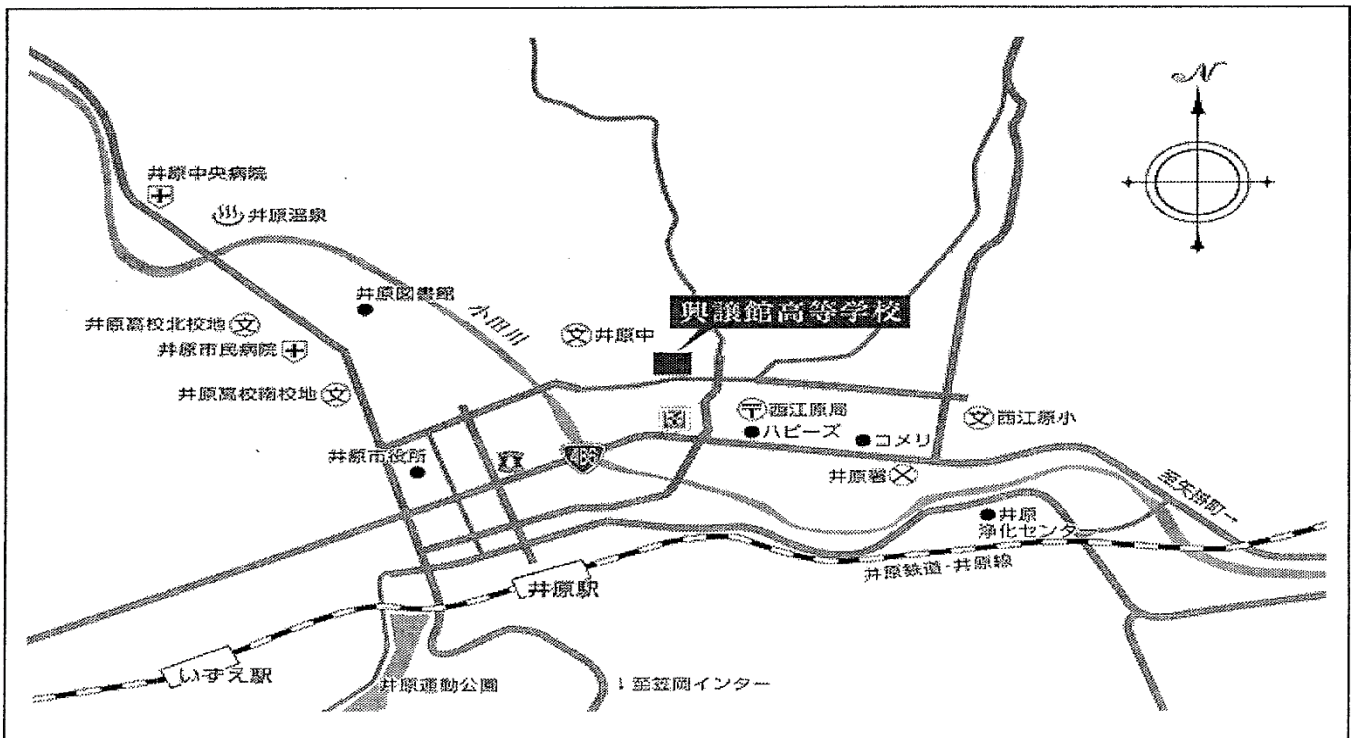 N
井原中央病院
井原温泉
井原図書館
小田川
興譲館高等学校
井原高校北校地 文
文 井原中
井原市民病院
井原高校南校地 文
〒西江原局
文 西江原小
ハピーズ
コメリ
井原市役所
486
井原署
至矢掛町→
井原
浄化センター
井原鉄道・井原線
井原駅
いずえ駅
井原運動公園
↓至笠岡インター